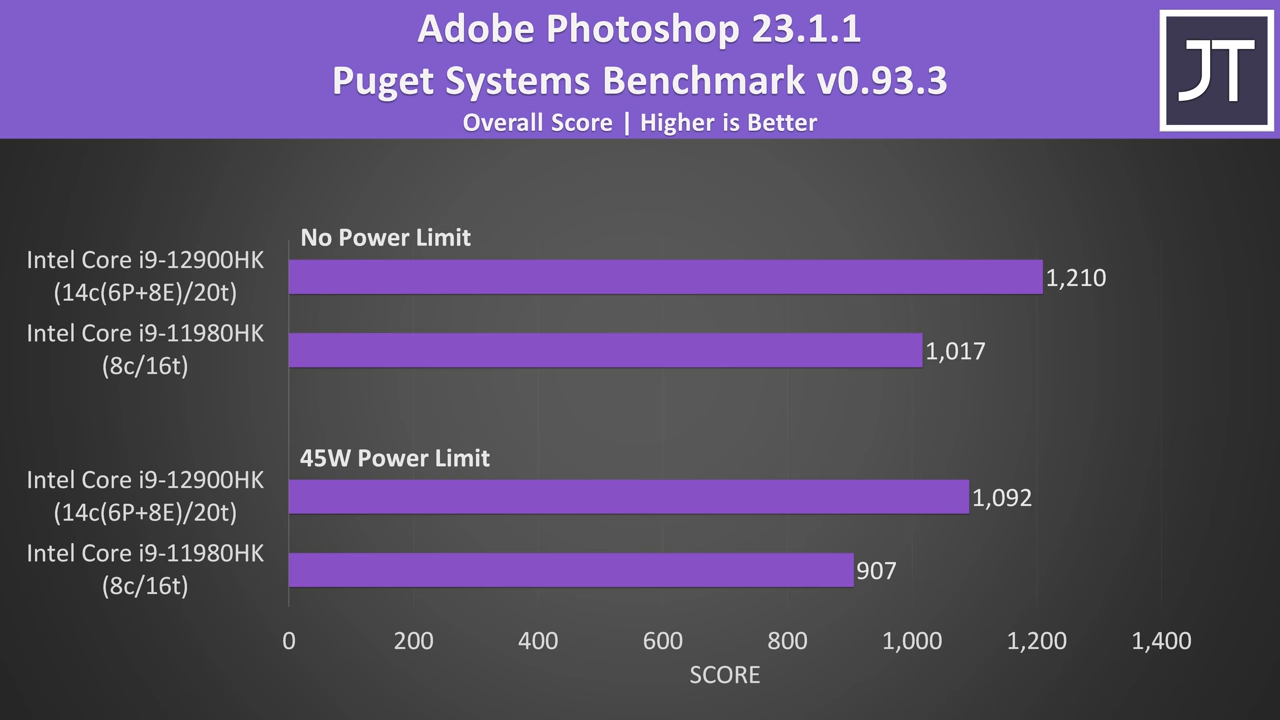 Adobe Photoshop 23.1.1
Puget Systems Benchmark v0.93.3
Overall Score | Higher is Better
JT
No Power Limit
Intel Core i9-12900HK
(14c(6P+8E)/20t)
1,210
Intel Core i9-11980HK
(8c/16t)
1,017
45W Power Limit
Intel Core i9-12900HK
(14c(6P+8E)/20t)
1,092
Intel Core i9-11980HK
(8c/16t)
907
0 200 400 600 800 1,000 1,200 1,400
SCORE